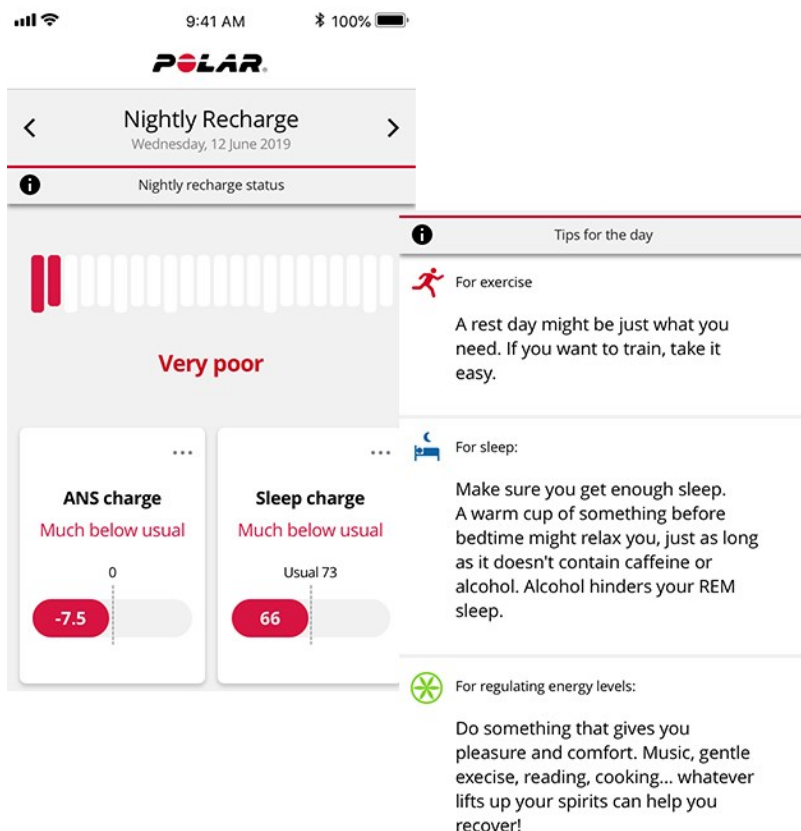 9:41 AM
100%
POLAR.
Nightly Recharge
Wednesday, 12 June 2019
Nightly recharge status
Very poor
ANS charge
Much below usual
0
-7.5
Sleep charge
Much below usual
Usual 73
66
Tips for the day
For exercise
A rest day might be just what you
need. If you want to train, take it
easy.
For sleep:
Make sure you get enough sleep.
A warm cup of something before
bedtime might relax you, just as long
as it doesn't contain caffeine or
alcohol. Alcohol hinders your REM
sleep.
For regulating energy levels:
Do something that gives you
pleasure and comfort. Music, gentle
execise, reading, cooking... whatever
lifts up your spirits can help you
recover!